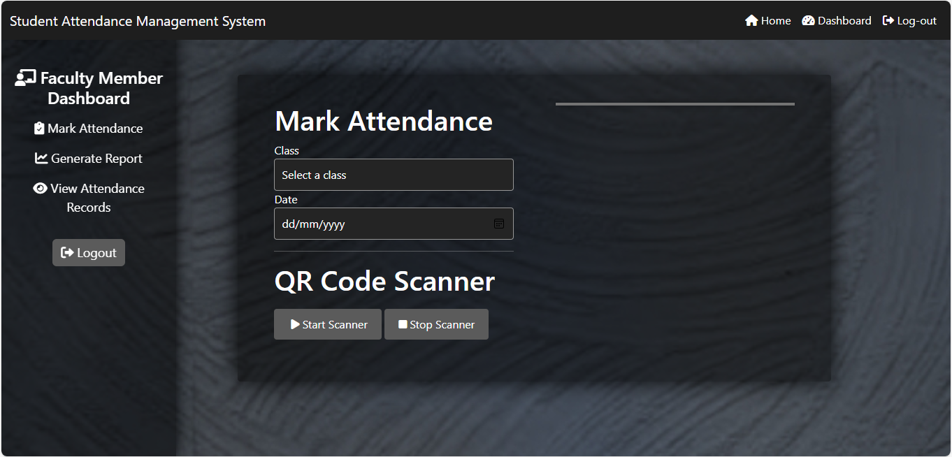 Student Attendance Management System
Home Dashboard Log-out
Faculty Member
Dashboard
Mark Attendance
Generate Report
View Attendance
Records
Logout
Mark Attendance
Class
Select a class
Date
dd/mm/yyyy
QR Code Scanner
Start Scanner Stop Scanner